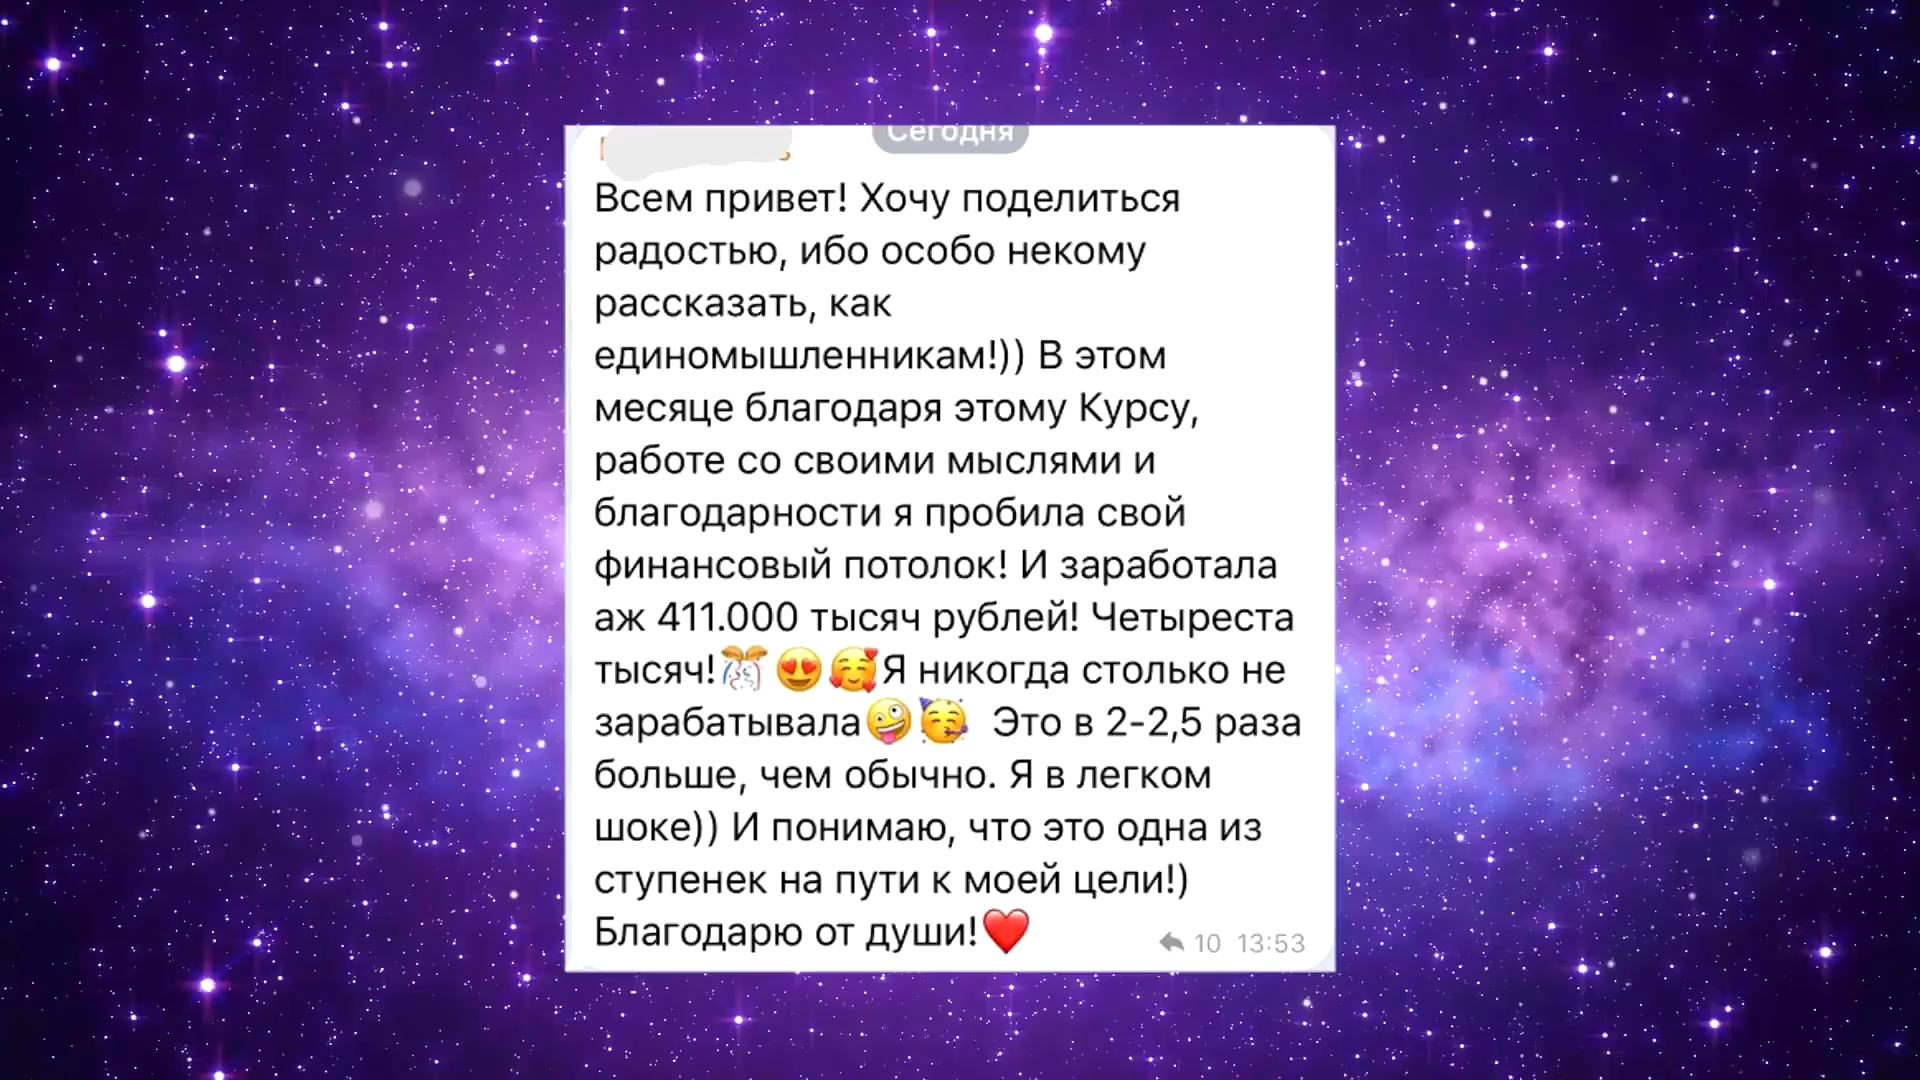 Сегодня
Всем привет! Хочу поделиться
радостью, ибо особо некому
рассказать, как
единомышленникам!)) В этом
месяце благодаря этому Курсу,
работе со своими мыслями и
благодарности я пробила свой
финансовый потолок! И заработала
аж 411.000 тысяч рублей! Четыреста
тысяч!🎊😍🥰Я никогда столько не
зарабатывала🤪🥳 Это в 2-2,5 раза
больше, чем обычно. Я в легком
шоке)) И понимаю, что это одна из
ступенек на пути к моей цели!)
Благодарю от души!❤️
10 13:53